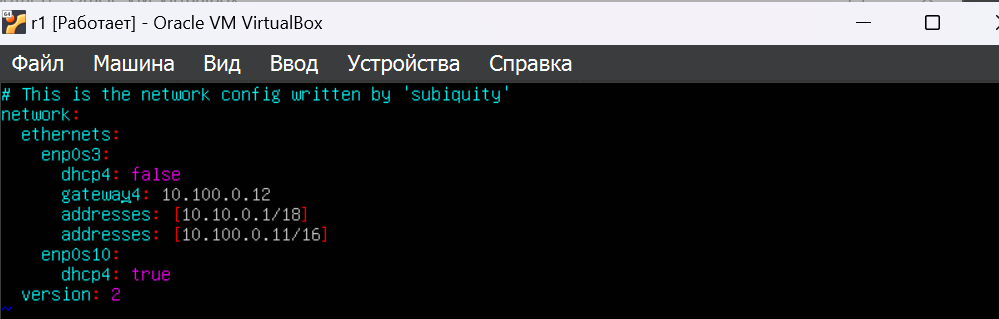 64
r1 [Работает] - Oracle VM VirtualBox
Файл Машина Вид Ввод Устройства Справка
# This is the network config written by 'subiquity'
network:
  ethernets:
    enp0s3:
      dhcp4: false
      gateway4: 10.100.0.12
      addresses: [10.10.0.1/18]
      addresses: [10.100.0.11/16]
    enp0s10:
      dhcp4: true
  version: 2
~